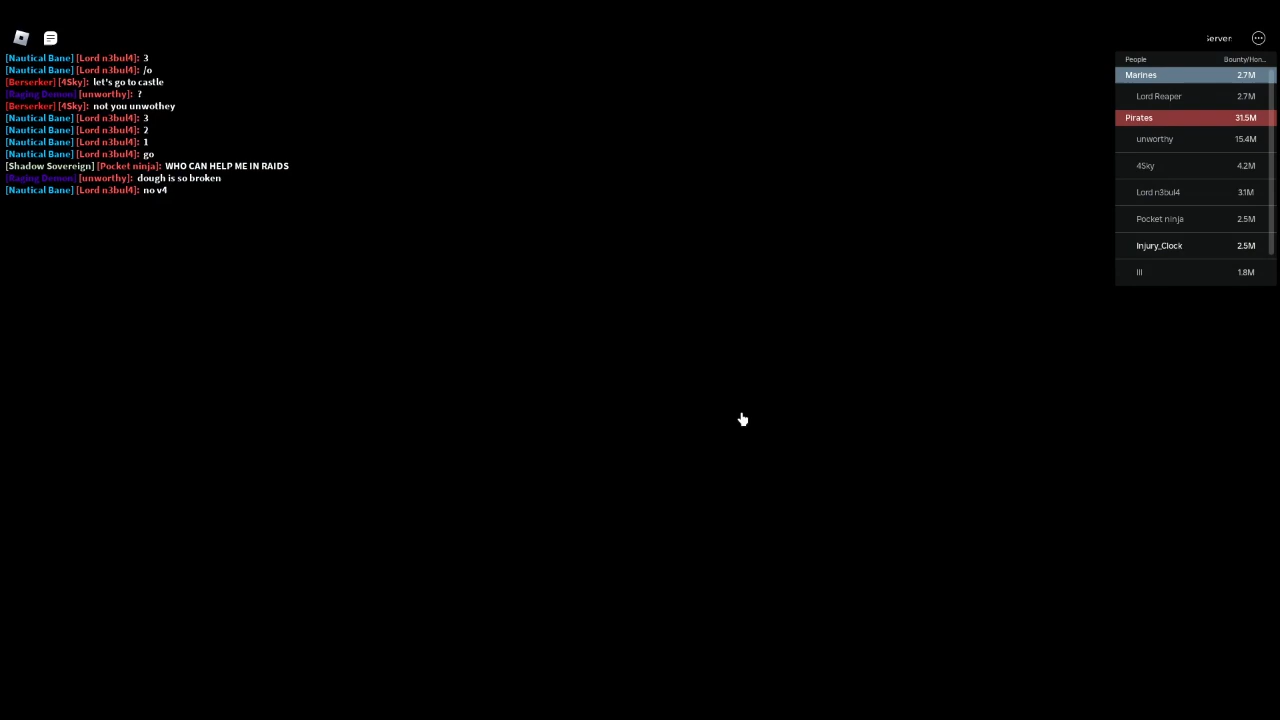 erver
[Nautical Bane] [Lord n3bul4]: 3
[Nautical Bane] [Lord n3bul4]: /o
[Berserker] [4Sky]: let's go to castle
[Raging Demon] [unworthy]: ?
[Berserker] [4Sky]: not you unwothey
[Nautical Bane] [Lord n3bul4]: 3
[Nautical Bane] [Lord n3bul4]: 2
[Nautical Bane] [Lord n3bul4]: 1
[Nautical Bane] [Lord n3bul4]: go
[Shadow Sovereign] [Pocket ninja]: WHO CAN HELP ME IN RAIDS
[Raging Demon] [unworthy]: dough is so broken
[Nautical Bane] [Lord n3bul4]: no v4
People Bounty/Hon...
Marines 2.7M
Lord Reaper 2.7M
Pirates 31.5M
unworthy 15.4M
4Sky 4.2M
Lord n3bul4 3.1M
Pocket ninja 2.5M
Injury_Clock 2.5M
lll 1.8M